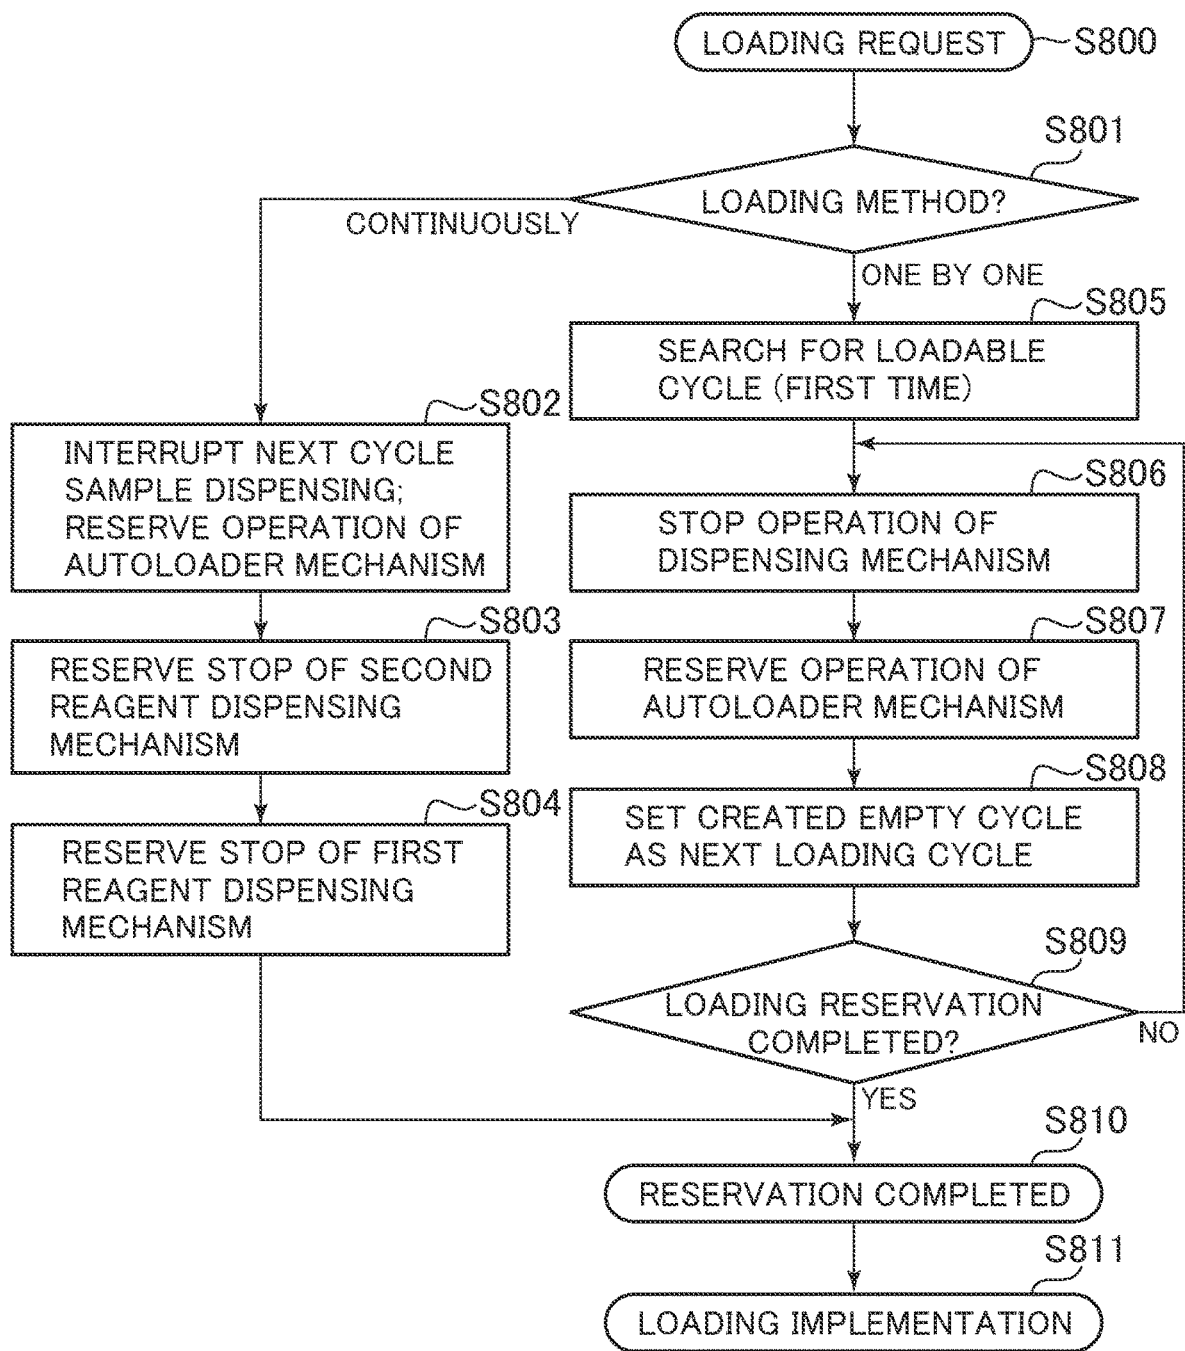 LOADING REQUEST
S800
S801
LOADING METHOD?
CONTINUOUSLY
ONE BY ONE
S805
SEARCH FOR LOADABLE
CYCLE (FIRST TIME)
S802
INTERRUPT NEXT CYCLE
SAMPLE DISPENSING;
RESERVE OPERATION OF
AUTOLOADER MECHANISM
S803
RESERVE STOP OF SECOND
REAGENT DISPENSING
MECHANISM
S804
RESERVE STOP OF FIRST
REAGENT DISPENSING
MECHANISM
S806
STOP OPERATION OF
DISPENSING MECHANISM
S807
RESERVE OPERATION OF
AUTOLOADER MECHANISM
S808
SET CREATED EMPTY CYCLE
AS NEXT LOADING CYCLE
S809
LOADING RESERVATION
COMPLETED?
NO
YES
S810
RESERVATION COMPLETED
S811
LOADING IMPLEMENTATION